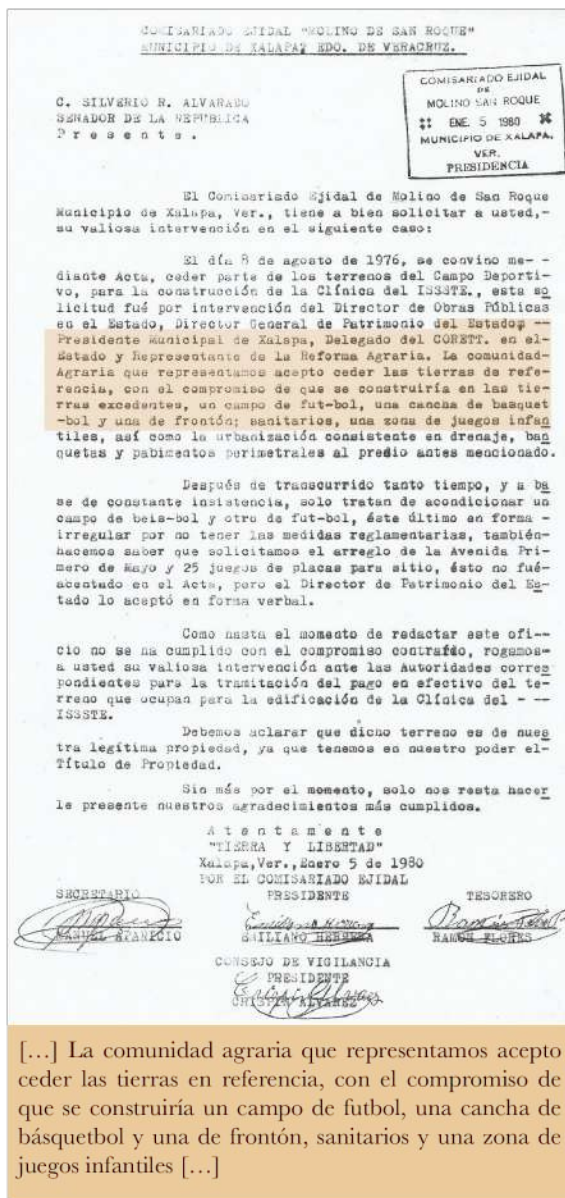 COMISARIADO EJIDAL "MOLINO DE SAN ROQUE"
MUNICIPIO DE XALAPA, EDO. DE VERACRUZ.
COMISARIADO EJIDAL
DE
MOLINO SAN ROQUE
ENE. 5 1980
MUNICIPIO DE XALAPA,
VER.
PRESIDENCIA
C. SILVERIO R. ALVARADO
SENADOR DE LA REPUBLICA
P r e s e n t e .
El Comisariado Ejidal de Molino de San Roque
Municipio de Xalapa, Ver., tiene a bien solicitar a usted,-
su valiosa intervención en el siguiente caso:
El día 8 de agosto de 1976, se convino me- -
diante Acta, ceder parte de los terrenos del Campo Deporti-
vo, para la construcción de la Clínica del ISSSTE., esta so
licitud fué por intervención del Director de Obras Públicas
en el Estado, Director General de Patrimonio del Estado, --
Presidente Municipal de Xalapa, Delegado del CORETT. en el-
Estado y Representante de la Reforma Agraria. La comunidad-
Agraria que representamos acepto ceder las tierras de refe-
rencia, con el compromiso de que se construiría en las tie-
rras excedentes, un campo de fut-bol, una cancha de basquet
-bol y una de frontón; sanitarios, una zona de juegos infan
tiles, así como la urbanización consistente en drenaje, ban
quetas y pabimentos perimetrales al predio antes mencionado.
Después de transcurrido tanto tiempo, y a ba
se de constante insistencia, solo tratan de acondicionar un
campo de beis-bol y otro de fut-bol, éste último en forma -
irregular por no tener las medidas reglamentarias, también-
hacemos saber que solicitamos el arreglo de la Avenida Pri-
mero de Mayo y 25 juegos de placas para sitio, ésto no fué-
asentado en el Acta, pero el Director de Patrimonio del Es-
tado lo aceptó en forma verbal.
Como hasta el momento de redactar este ofi--
cio no se ha cumplido con el compromiso contraído, rogamos-
a usted su valiosa intervención ante las Autoridades corres
pondientes para la tramitación del pago en efectivo del te-
rreno que ocupan para la edificación de la Clínica del - --
ISSSTE.
Debemos aclarar que dicho terreno es de nues
tra legítima propiedad, ya que tenemos en nuestro poder el-
Título de Propiedad.
Sin más por el momento, solo nos resta hacer
le presente nuestros agradecimientos más cumplidos.
A t e n t a m e n t e
"TIERRA Y LIBERTAD"
Xalapa,Ver.,Enero 5 de 1980
POR EL COMISARIADO EJIDAL
SECRETARIO PRESIDENTE TESORERO
MANUEL APARICIO EMILIANO HERRERA RAMON FLORES
CONSEJO DE VIGILANCIA
PRESIDENTE
CRISPIN ALVAREZ
[…] La comunidad agraria que representamos acepto
ceder las tierras en referencia, con el compromiso de
que se construiría un campo de futbol, una cancha de
básquetbol y una de frontón, sanitarios y una zona de
juegos infantiles […]